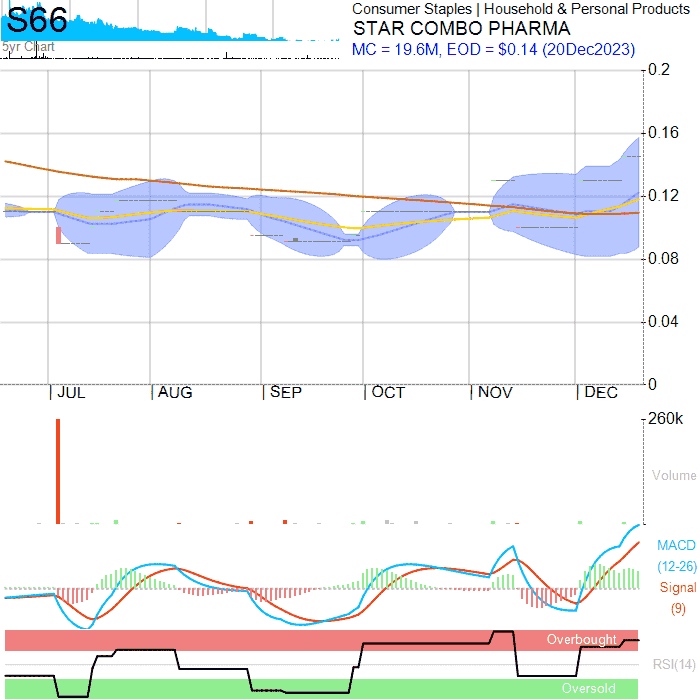 S66
5yr Chart
Consumer Staples | Household & Personal Products
STAR COMBO PHARMA
MC = 19.6M, EOD = $0.14 (20Dec2023)
0.2
0.16
0.12
0.08
0.04
0
| JUL | AUG | SEP | OCT | NOV | DEC
260k
Volume
MACD
(12-26)
Signal
(9)
Overbought
RSI(14)
Oversold